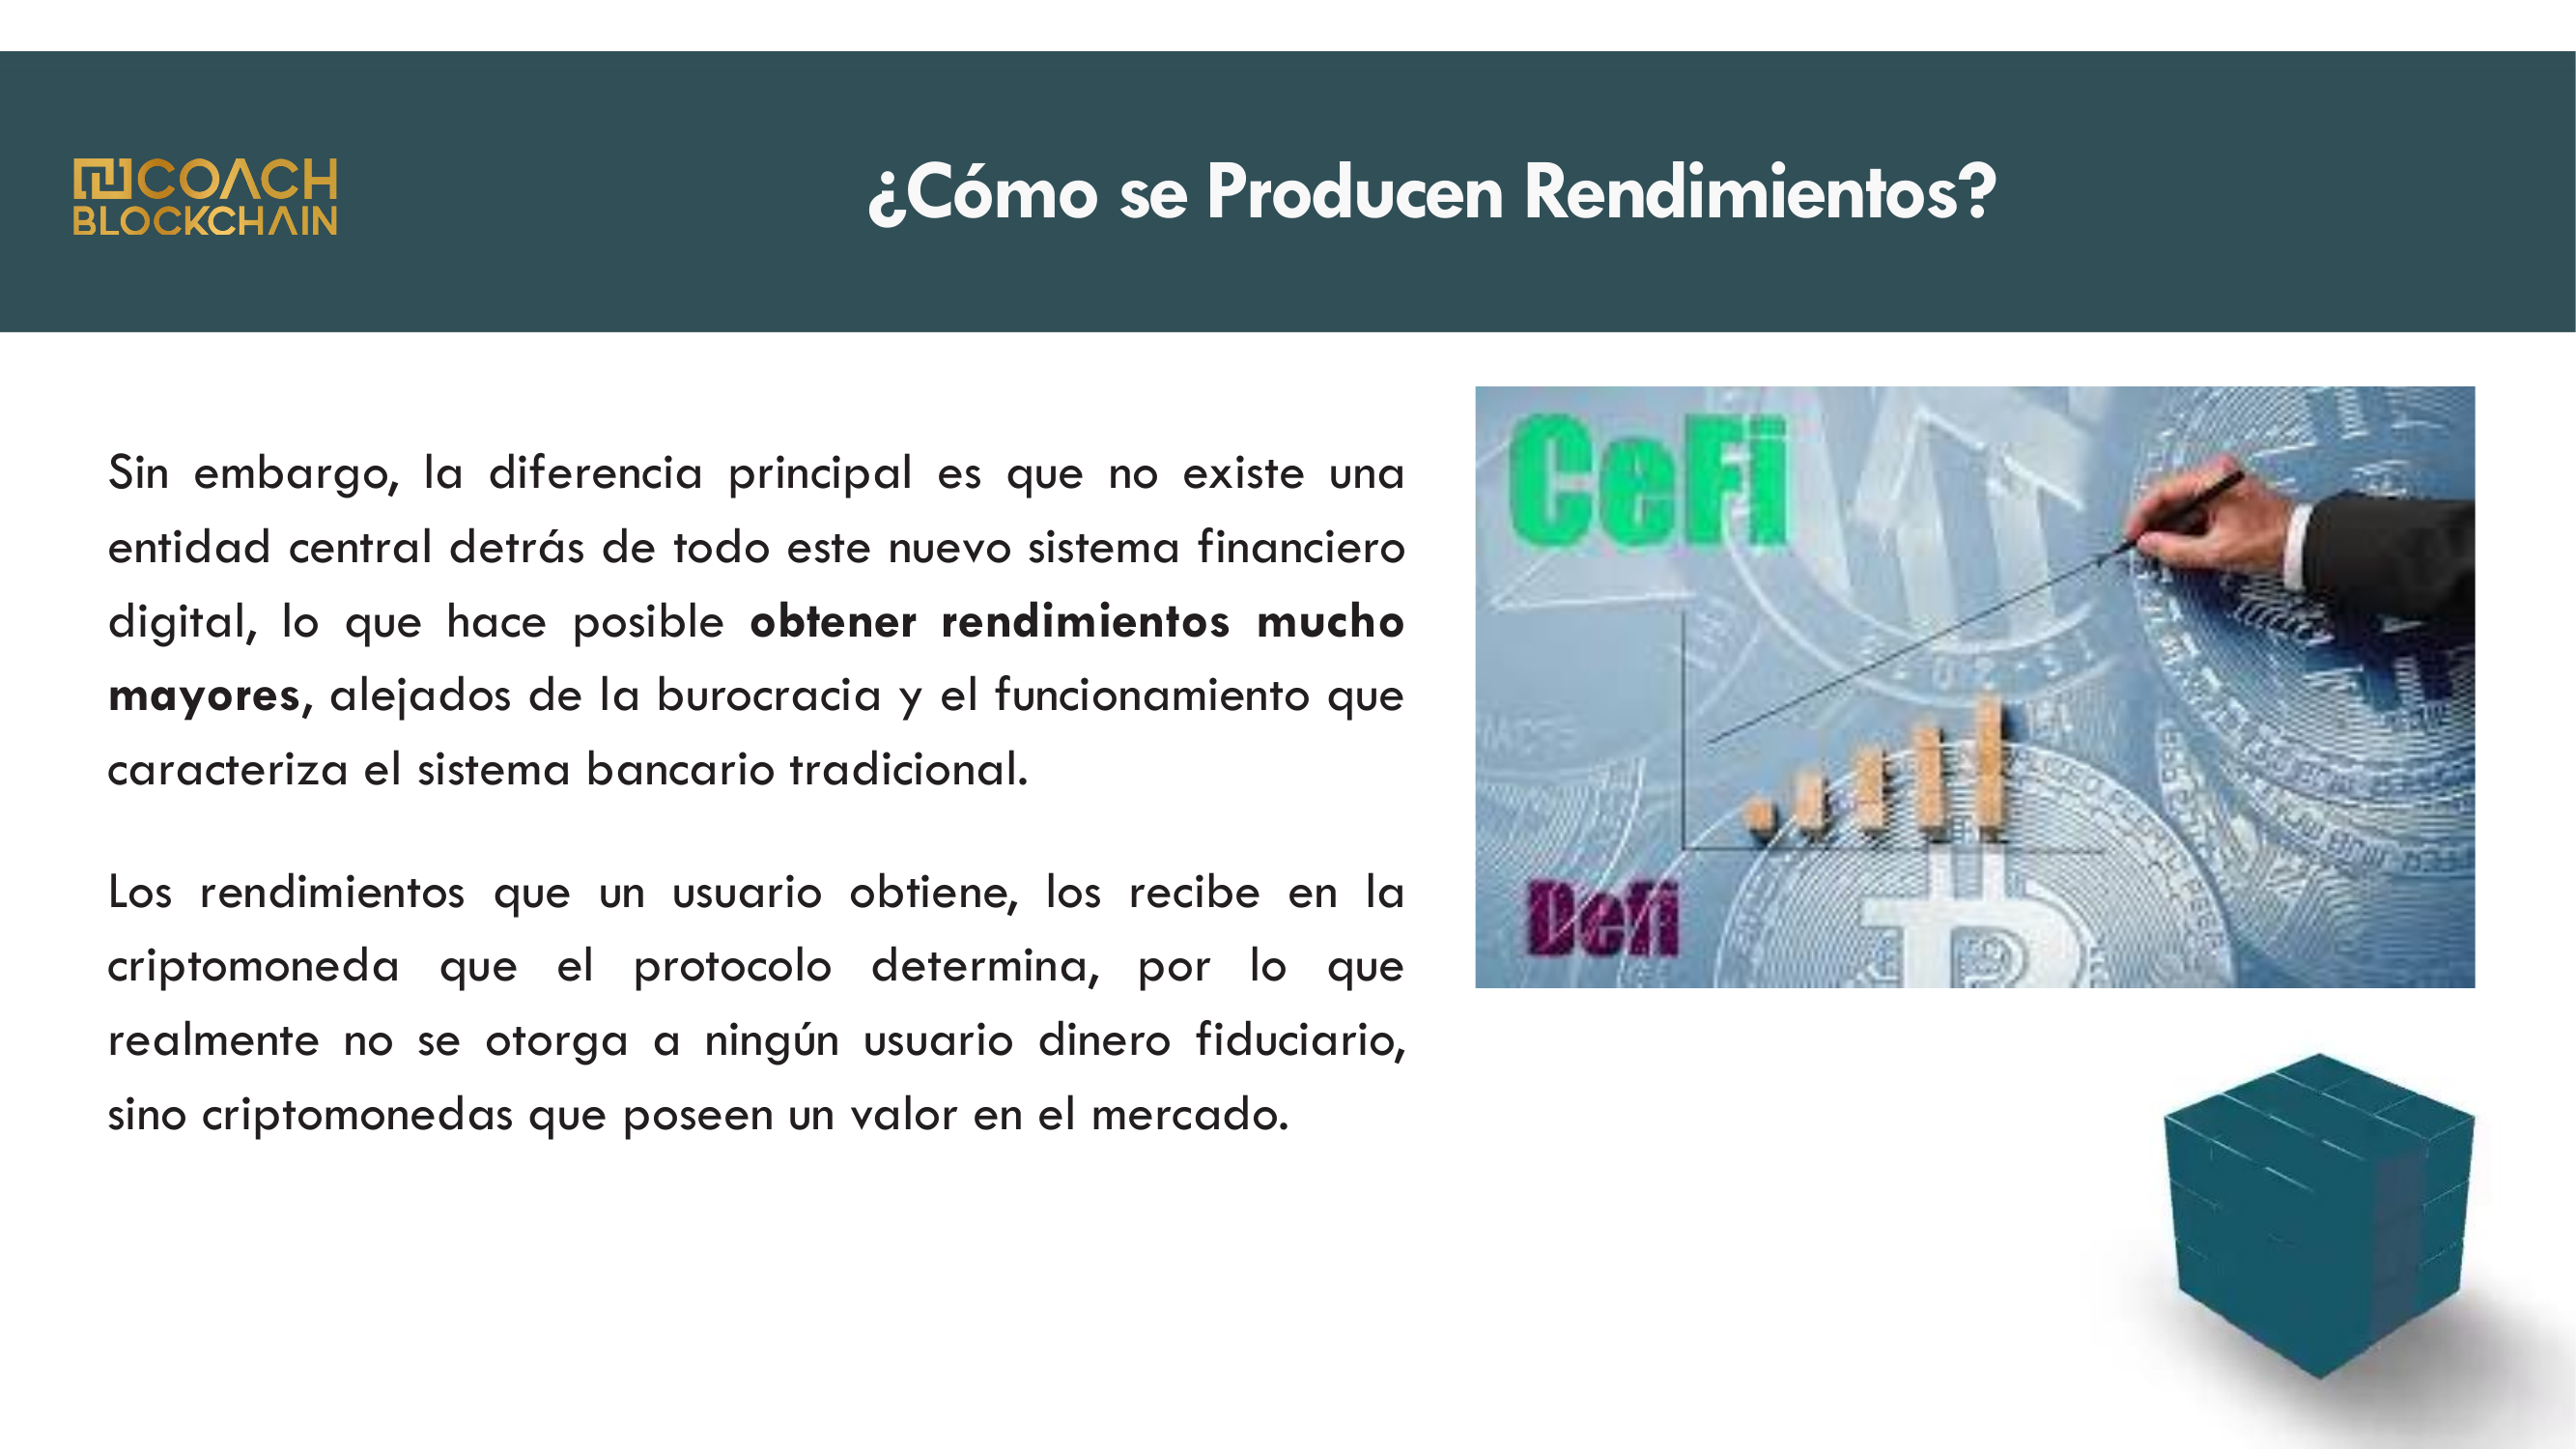 COACH
BLOCKCHAIN
¿Cómo se Producen Rendimientos?
Sin embargo, la diferencia principal es que no existe una
entidad central detrás de todo este nuevo sistema financiero
digital, lo que hace posible obtener rendimientos mucho
mayores, alejados de la burocracia y el funcionamiento que
caracteriza el sistema bancario tradicional.
Los rendimientos que un usuario obtiene, los recibe en la
criptomoneda que el protocolo determina, por lo que
realmente no se otorga a ningún usuario dinero fiduciario,
sino criptomonedas que poseen un valor en el mercado.
CeFi
Defi